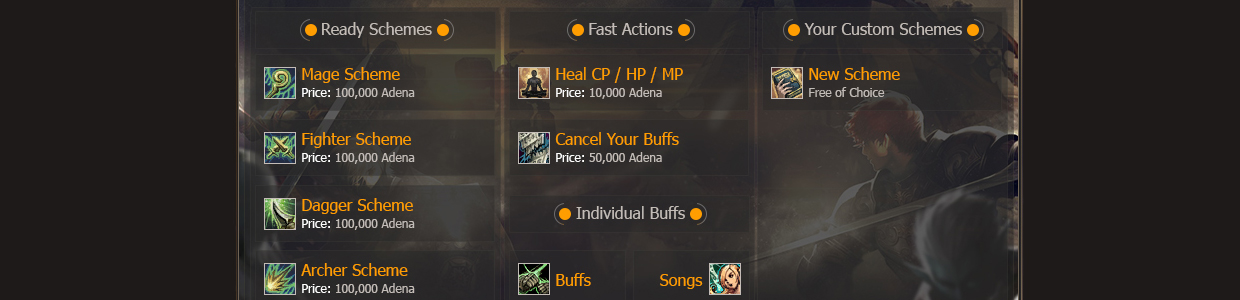 Ready Schemes
Mage Scheme
Price: 100,000 Adena
Fighter Scheme
Price: 100,000 Adena
Dagger Scheme
Price: 100,000 Adena
Archer Scheme
Price: 100,000 Adena
Fast Actions
Heal CP / HP / MP
Price: 10,000 Adena
Cancel Your Buffs
Price: 50,000 Adena
Individual Buffs
Buffs
Songs
Your Custom Schemes
New Scheme
Free of Choice